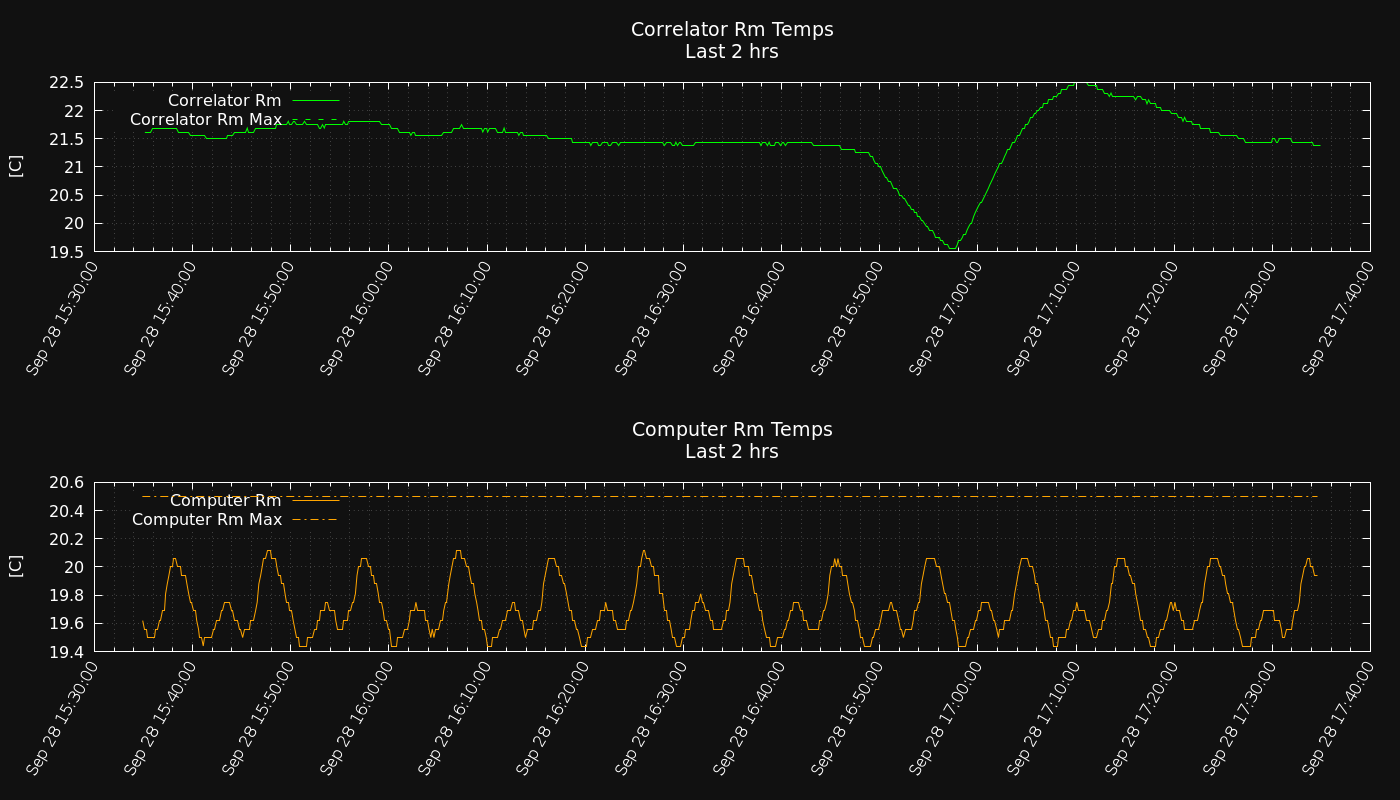 Correlator Rm Temps
Last 2 hrs
22.5
22
21.5
21
20.5
20
19.5
[C]
Correlator Rm
Correlator Rm Max
Sep 28 15:30:00
Sep 28 15:40:00
Sep 28 15:50:00
Sep 28 16:00:00
Sep 28 16:10:00
Sep 28 16:20:00
Sep 28 16:30:00
Sep 28 16:40:00
Sep 28 16:50:00
Sep 28 17:00:00
Sep 28 17:10:00
Sep 28 17:20:00
Sep 28 17:30:00
Sep 28 17:40:00
Computer Rm Temps
Last 2 hrs
20.6
20.4
20.2
20
19.8
19.6
19.4
[C]
Computer Rm
Computer Rm Max
Sep 28 15:30:00
Sep 28 15:40:00
Sep 28 15:50:00
Sep 28 16:00:00
Sep 28 16:10:00
Sep 28 16:20:00
Sep 28 16:30:00
Sep 28 16:40:00
Sep 28 16:50:00
Sep 28 17:00:00
Sep 28 17:10:00
Sep 28 17:20:00
Sep 28 17:30:00
Sep 28 17:40:00